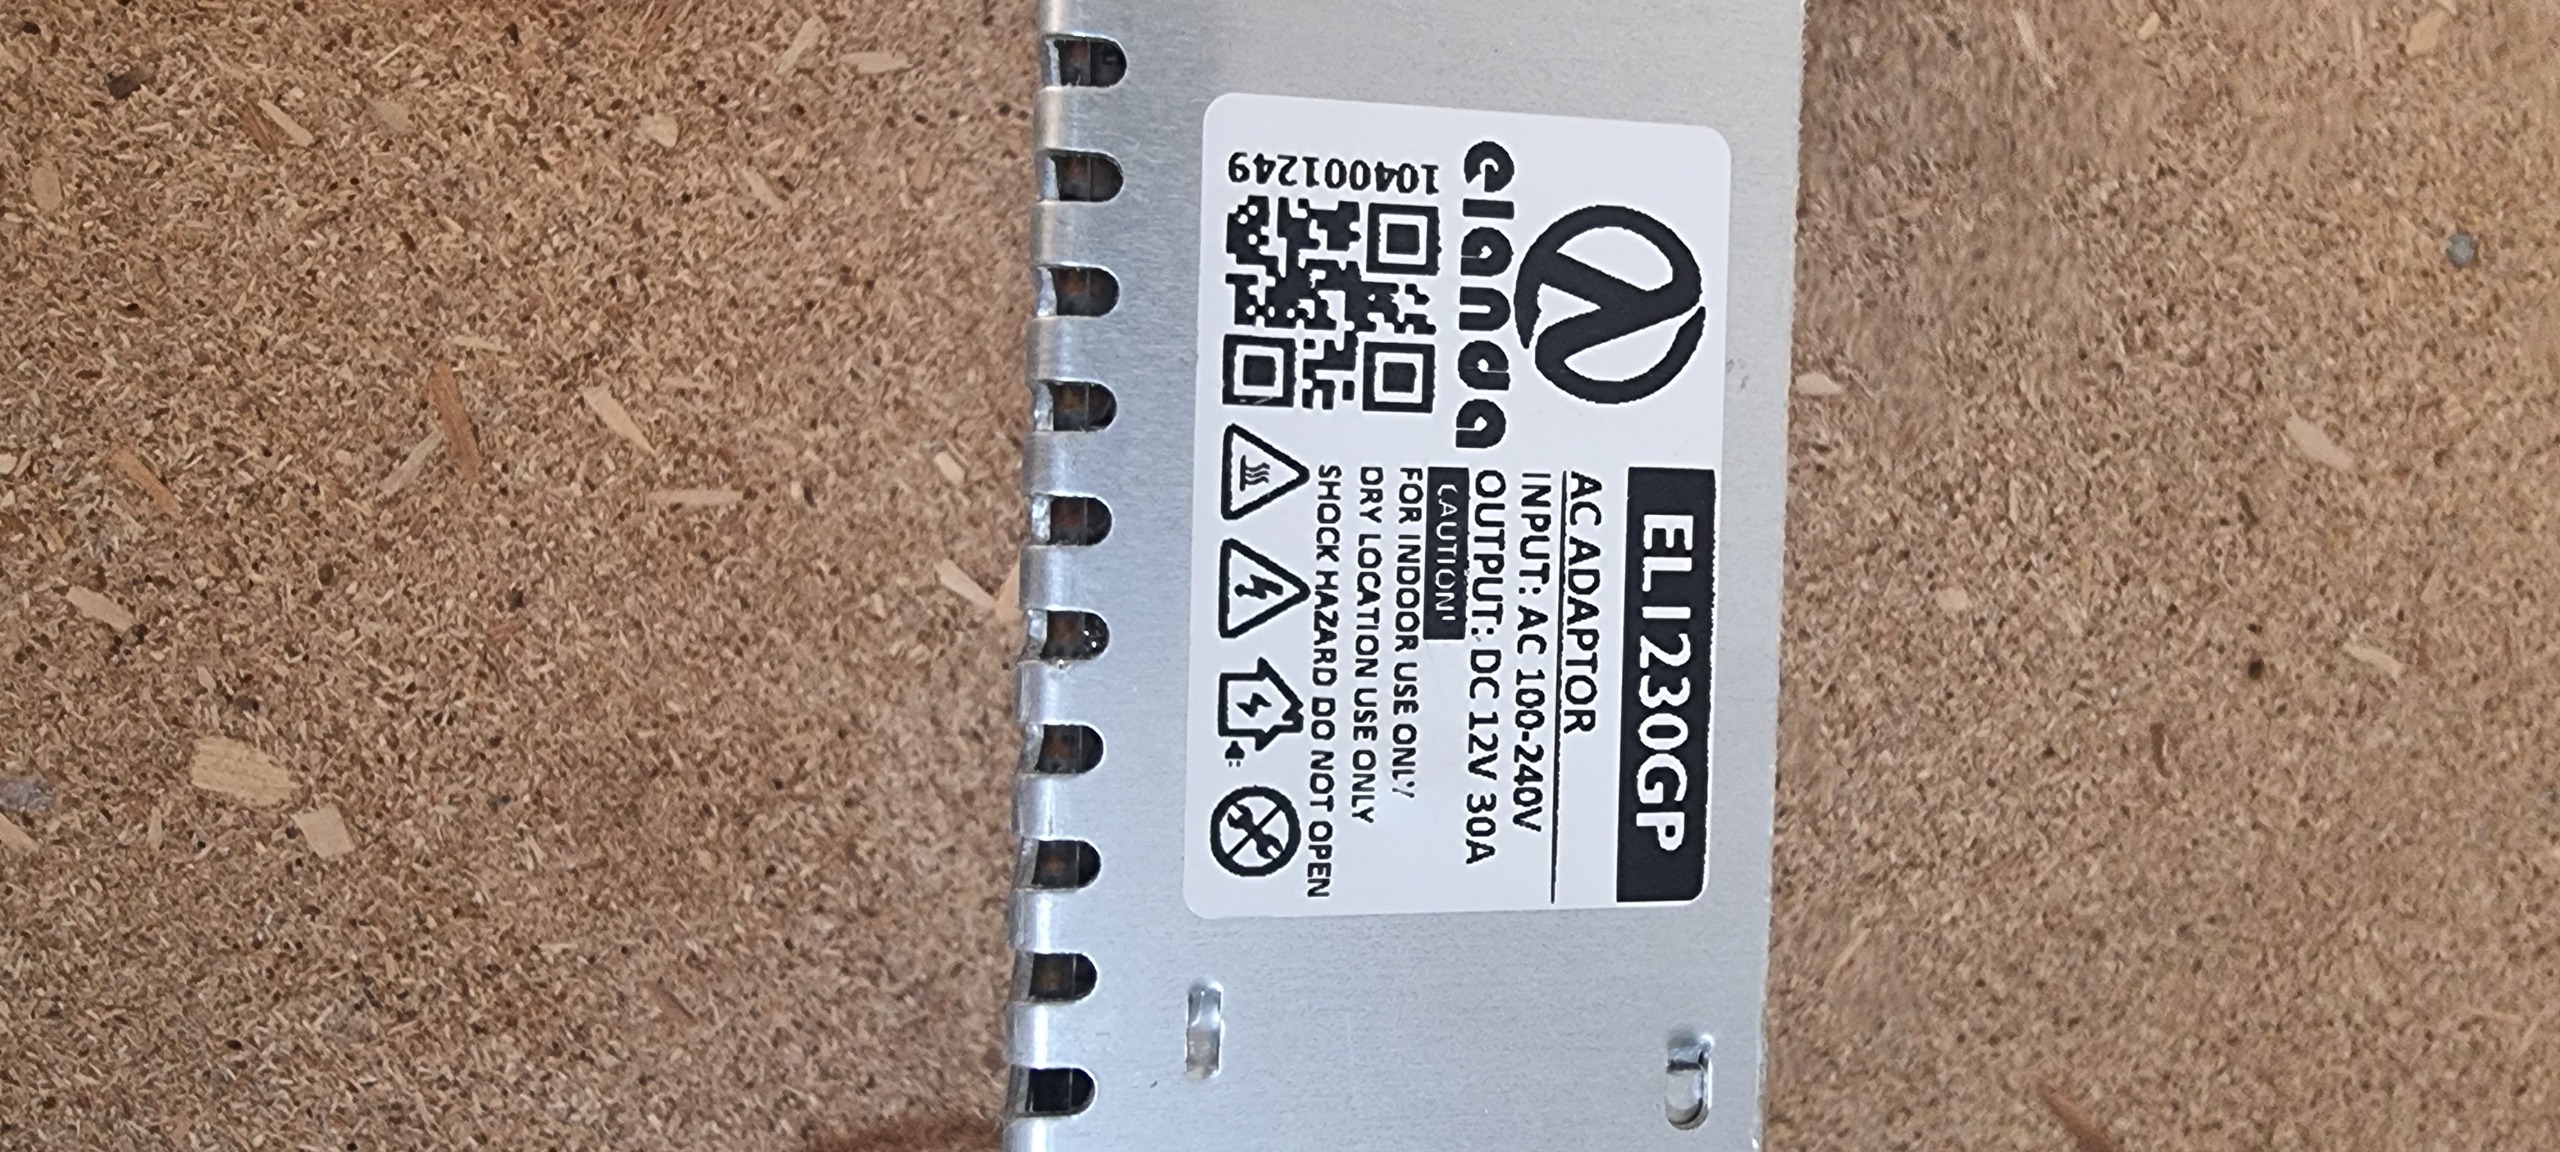 EL1230GP
AC ADAPTOR
INPUT: AC 100-240V
OUTPUT: DC 12V 30A
CAUTION!
FOR INDOOR USE ONLY
DRY LOCATION USE ONLY
SHOCK HAZARD DO NOT OPEN
elanda
104001249